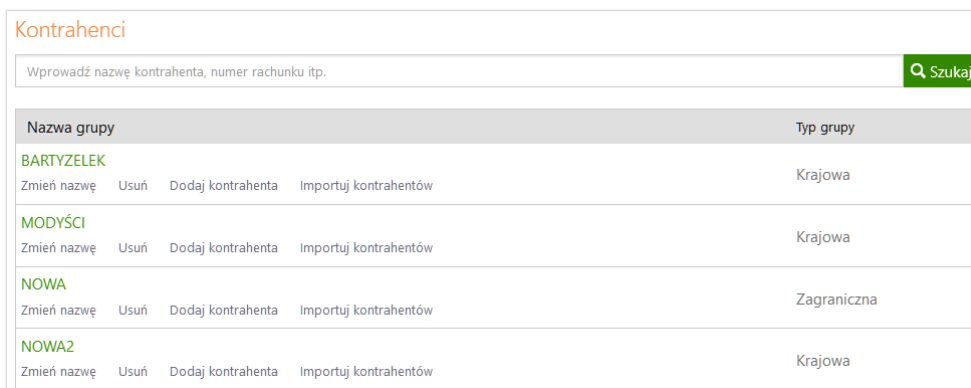 Kontrahenci
Wprowadź nazwę kontrahenta, numer rachunku itp. Szukaj
Nazwa grupy Typ grupy
BARTYZELEK
Zmień nazwę Usuń Dodaj kontrahenta Importuj kontrahentów Krajowa
MODYŚCI
Zmień nazwę Usuń Dodaj kontrahenta Importuj kontrahentów Krajowa
NOWA
Zmień nazwę Usuń Dodaj kontrahenta Importuj kontrahentów Zagraniczna
NOWA2
Zmień nazwę Usuń Dodaj kontrahenta Importuj kontrahentów Krajowa